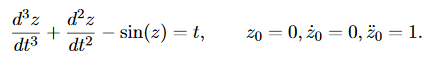 d³z/dt³ + d²z/dt² − sin(z) = t,  z₀ = 0, ż₀ = 0, z̈₀ = 1.